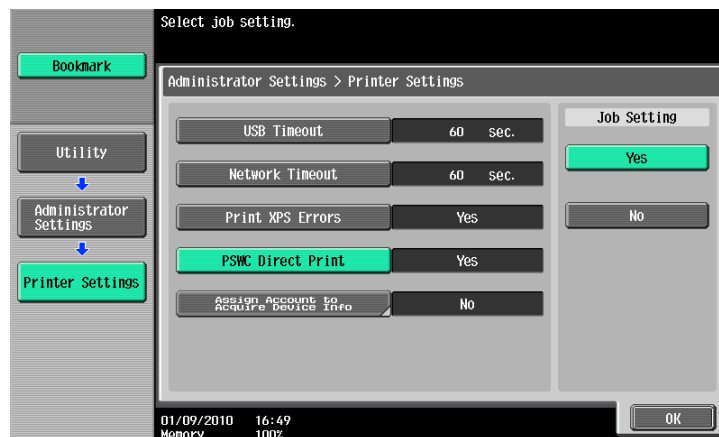 Select job setting.
Bookmark
Administrator Settings > Printer Settings
Utility
Administrator
Settings
Printer Settings
USB Timeout 60 sec.
Network Timeout 60 sec.
Print XPS Errors Yes
PSWC Direct Print Yes
Assign Account to
Acquire Device Info
No
Job Setting
Yes
No
01/09/2010 16:49
Memory 100%
OK